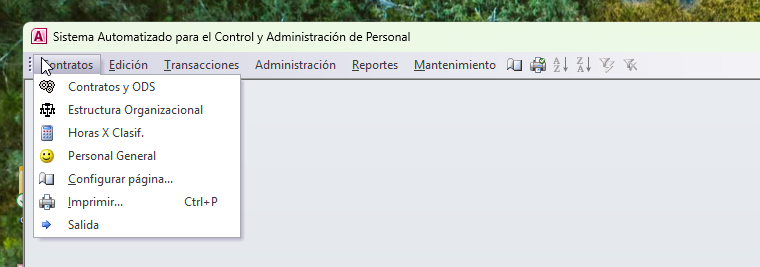 Sistema Automatizado para el Control y Administración de Personal
Contratos Edición Transacciones Administración Reportes Mantenimiento
Contratos y ODS
Estructura Organizacional
Horas X Clasif.
Personal General
Configurar página...
Imprimir... Ctrl+P
Salida